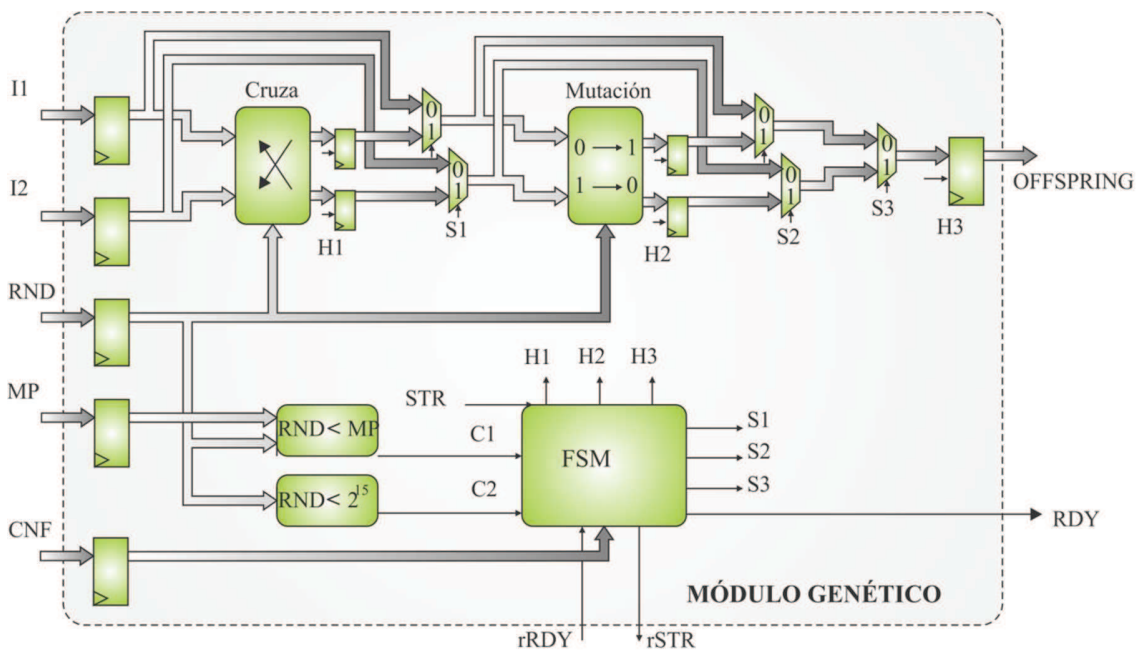 I1
Cruza
Mutación
0
1
0
1
0 → 1
1 → 0
0
1
0
1
0
1
OFFSPRING
I2
H1
S1
H2
S2
S3
H3
RND
MP
STR
H1 H2 H3
RND < MP
C1
FSM
S1
S2
S3
RND < 2^15
C2
RDY
CNF
MÓDULO GENÉTICO
rRDY
rSTR